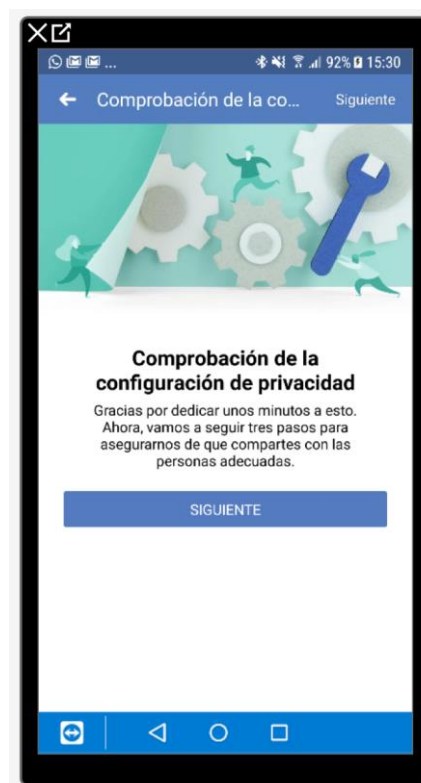 ... 92% 15:30
Comprobación de la co... Siguiente
Comprobación de la
configuración de privacidad
Gracias por dedicar unos minutos a esto.
Ahora, vamos a seguir tres pasos para
asegurarnos de que compartes con las
personas adecuadas.
SIGUIENTE